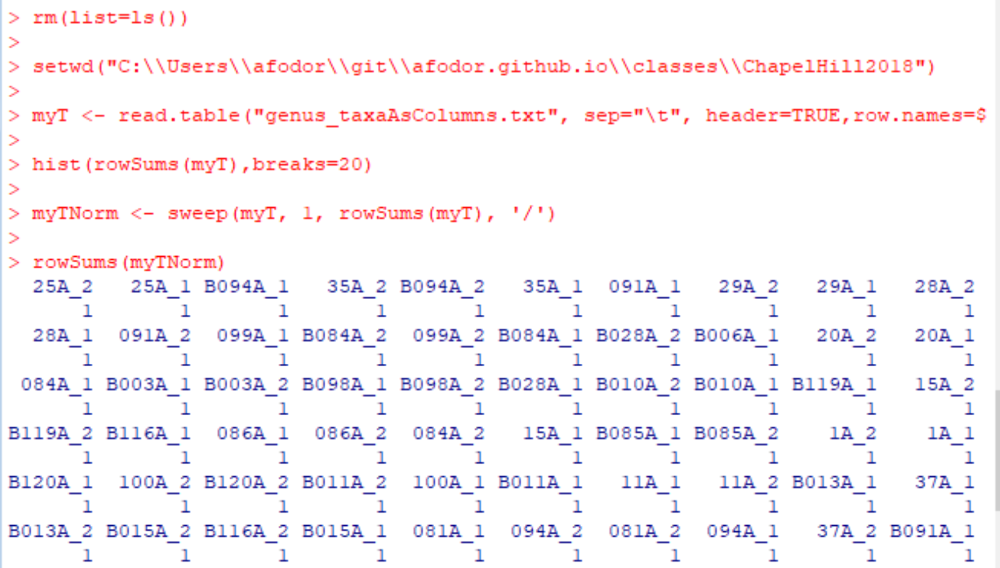 > rm(list=ls())
>
> setwd("C:\\Users\\afodor\\git\\afodor.github.io\\classes\\ChapelHill2018")
>
> myT <- read.table("genus_taxaAsColumns.txt", sep="\t", header=TRUE,row.names=$
>
> hist(rowSums(myT),breaks=20)
>
> myTNorm <- sweep(myT, 1, rowSums(myT), '/')
>
> rowSums(myTNorm)
25A_2 25A_1 B094A_1 35A_2 B094A_2 35A_1 091A_1 29A_2 29A_1 28A_2
1 1 1 1 1 1 1 1 1 1
28A_1 091A_2 099A_1 B084A_2 099A_2 B084A_1 B028A_2 B006A_1 20A_2 20A_1
1 1 1 1 1 1 1 1 1 1
084A_1 B003A_1 B003A_2 B098A_1 B098A_2 B028A_1 B010A_2 B010A_1 B119A_1 15A_2
1 1 1 1 1 1 1 1 1 1
B119A_2 B116A_1 086A_1 086A_2 084A_2 15A_1 B085A_1 B085A_2 1A_2 1A_1
1 1 1 1 1 1 1 1 1 1
B120A_1 100A_2 B120A_2 B011A_2 100A_1 B011A_1 11A_1 11A_2 B013A_1 37A_1
1 1 1 1 1 1 1 1 1 1
B013A_2 B015A_2 B116A_2 B015A_1 081A_1 094A_2 081A_2 094A_1 37A_2 B091A_1
1 1 1 1 1 1 1 1 1 1